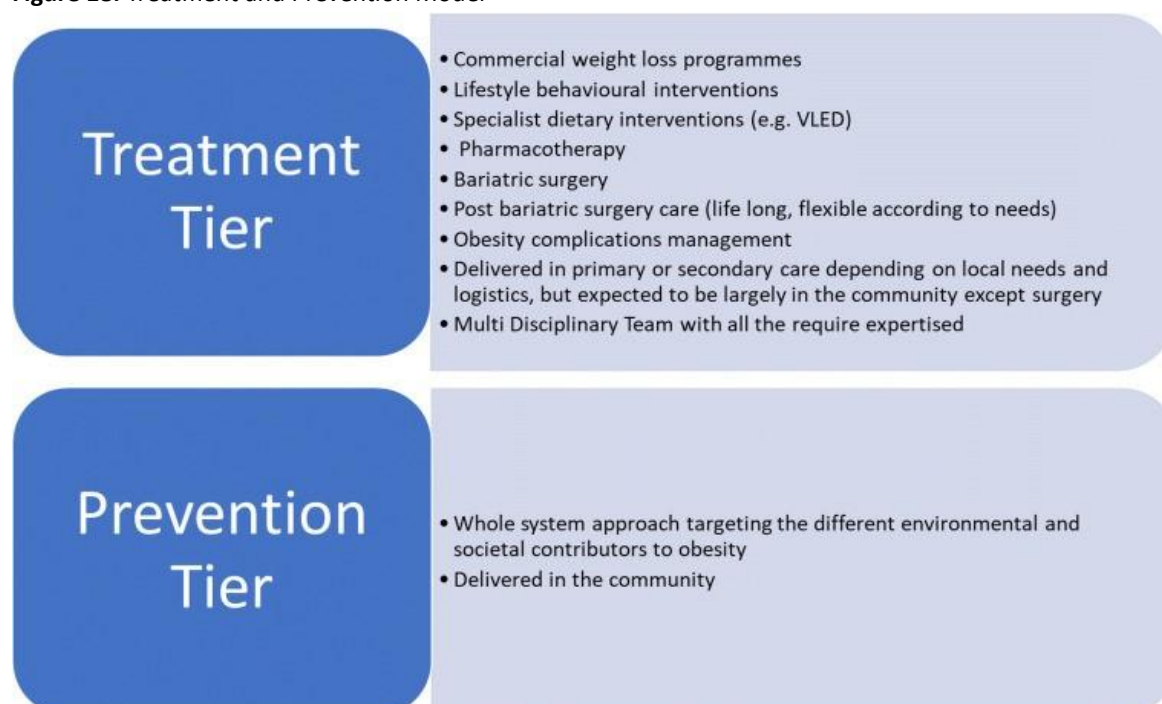 Treatment and Prevention Model
Treatment
Tier
• Commercial weight loss programmes
• Lifestyle behavioural interventions
• Specialist dietary interventions (e.g. VLED)
• Pharmacotherapy
• Bariatric surgery
• Post bariatric surgery care (life long, flexible according to needs)
• Obesity complications management
• Delivered in primary or secondary care depending on local needs and
logistics, but expected to be largely in the community except surgery
• Multi Disciplinary Team with all the require expertised
Prevention
Tier
• Whole system approach targeting the different environmental and
societal contributors to obesity
• Delivered in the community